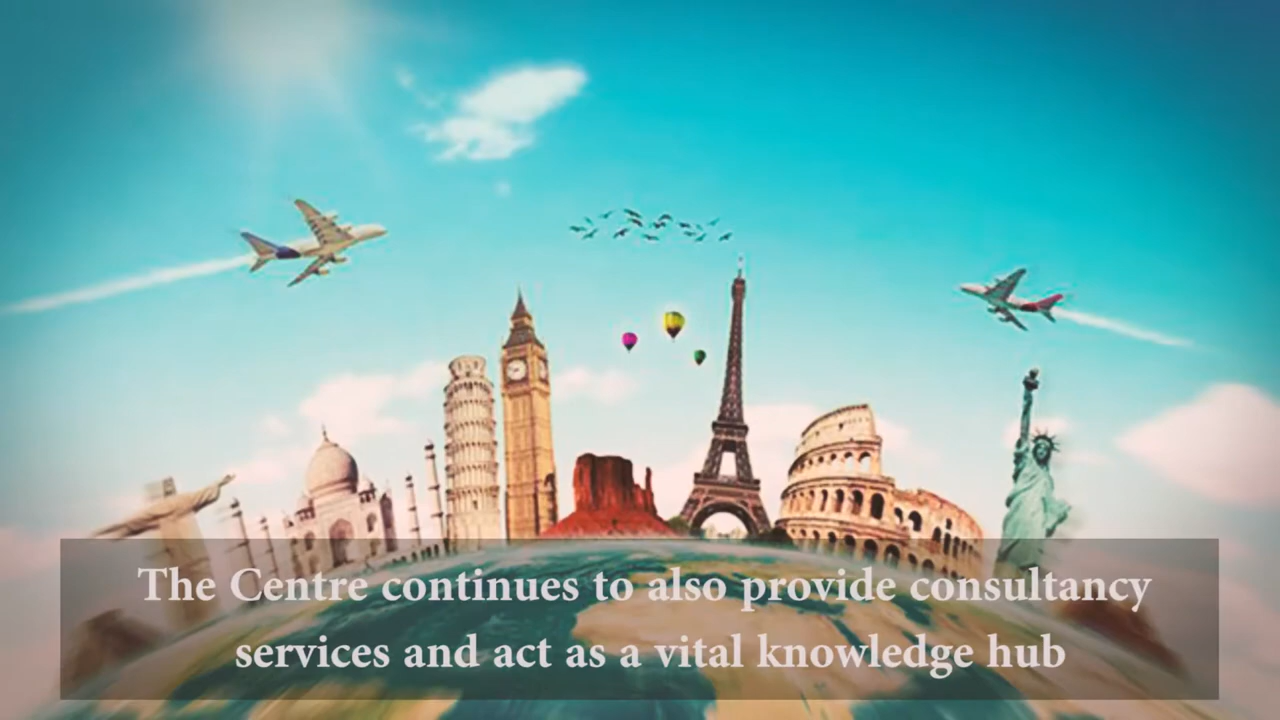 The Centre continues to also provide consultancy
services and act as a vital knowledge hub